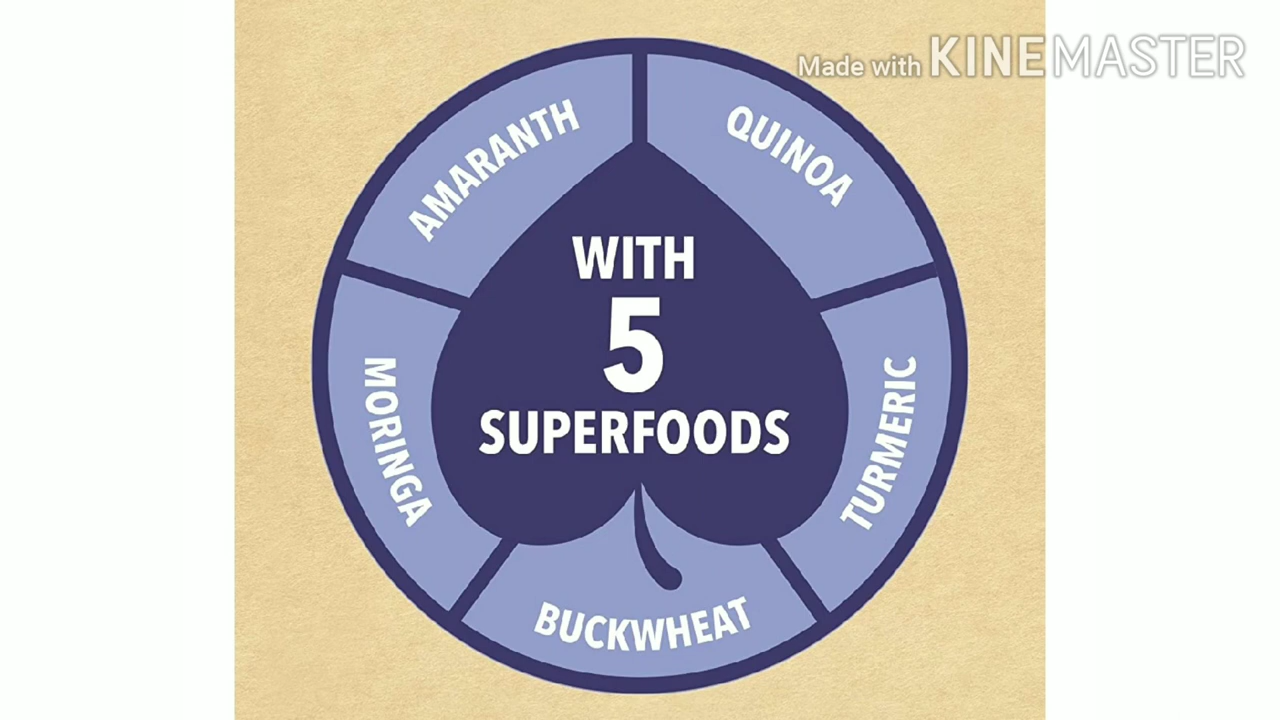 Made with KINEMASTER
AMARANTH
QUINOA
WITH
5
SUPERFOODS
MORINGA
TURMERIC
BUCKWHEAT